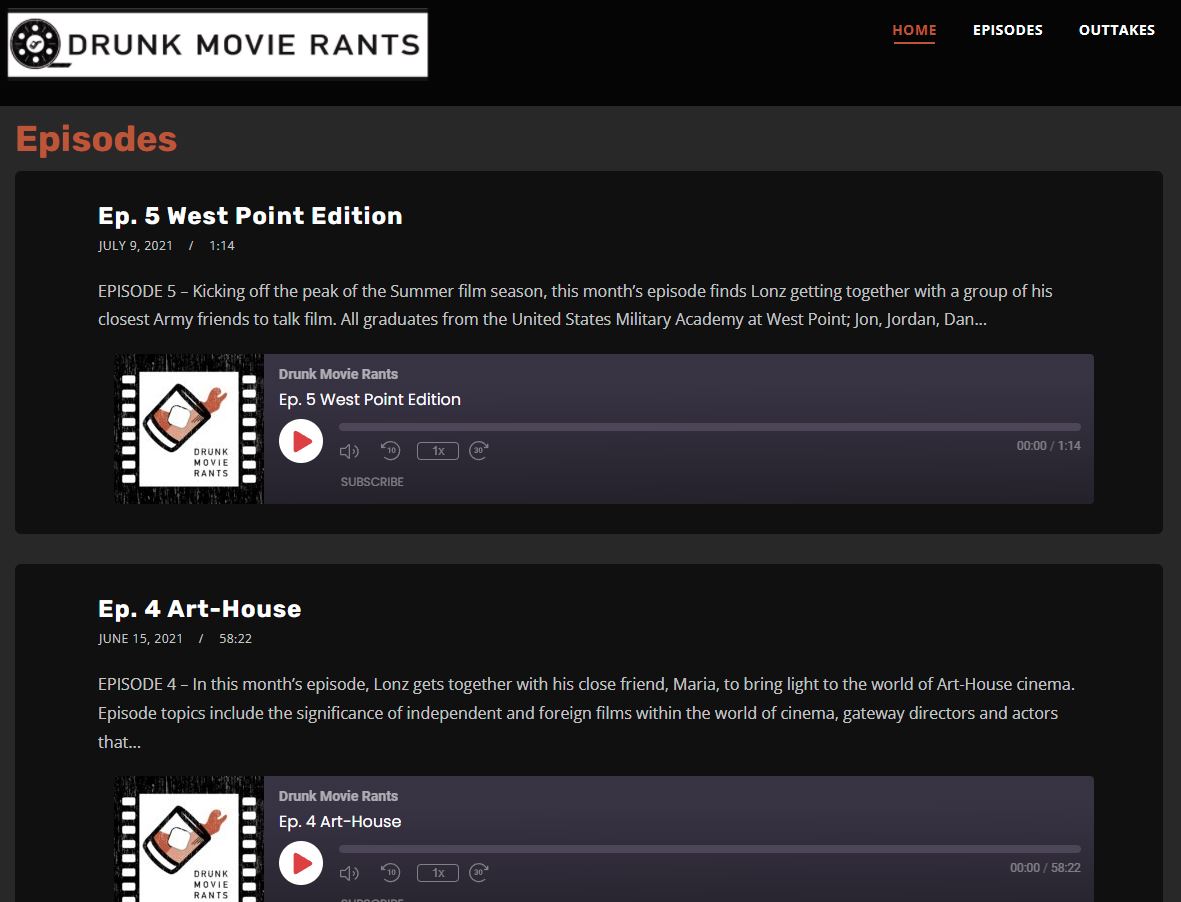 DRUNK MOVIE RANTS
HOME EPISODES OUTTAKES
Episodes
Ep. 5 West Point Edition
JULY 9, 2021 / 1:14
EPISODE 5 – Kicking off the peak of the Summer film season, this month’s episode finds Lonz getting together with a group of his
closest Army friends to talk film. All graduates from the United States Military Academy at West Point; Jon, Jordan, Dan...
DRUNK
MOVIE
RANTS
Drunk Movie Rants
Ep. 5 West Point Edition
10 1x 30
00:00 / 1:14
SUBSCRIBE
Ep. 4 Art-House
JUNE 15, 2021 / 58:22
EPISODE 4 – In this month’s episode, Lonz gets together with his close friend, Maria, to bring light to the world of Art-House cinema.
Episode topics include the significance of independent and foreign films within the world of cinema, gateway directors and actors
that...
DRUNK
MOVIE
RANTS
Drunk Movie Rants
Ep. 4 Art-House
10 1x 30
00:00 / 58:22
SUBSCRIBE